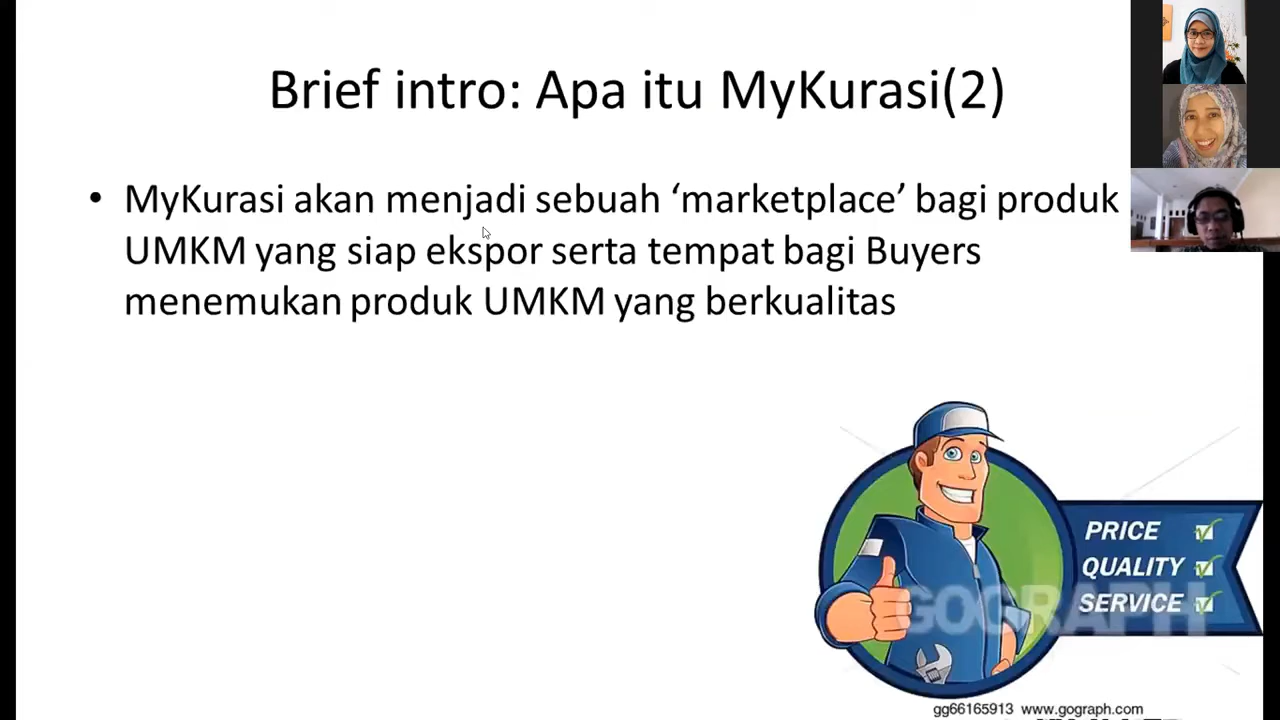 Brief intro: Apa itu MyKurasi(2)
• MyKurasi akan menjadi sebuah ‘marketplace’ bagi produk
UMKM yang siap ekspor serta tempat bagi Buyers
menemukan produk UMKM yang berkualitas
PRICE
QUALITY
SERVICE
GOGRAPH
gg66165913 www.gograph.com